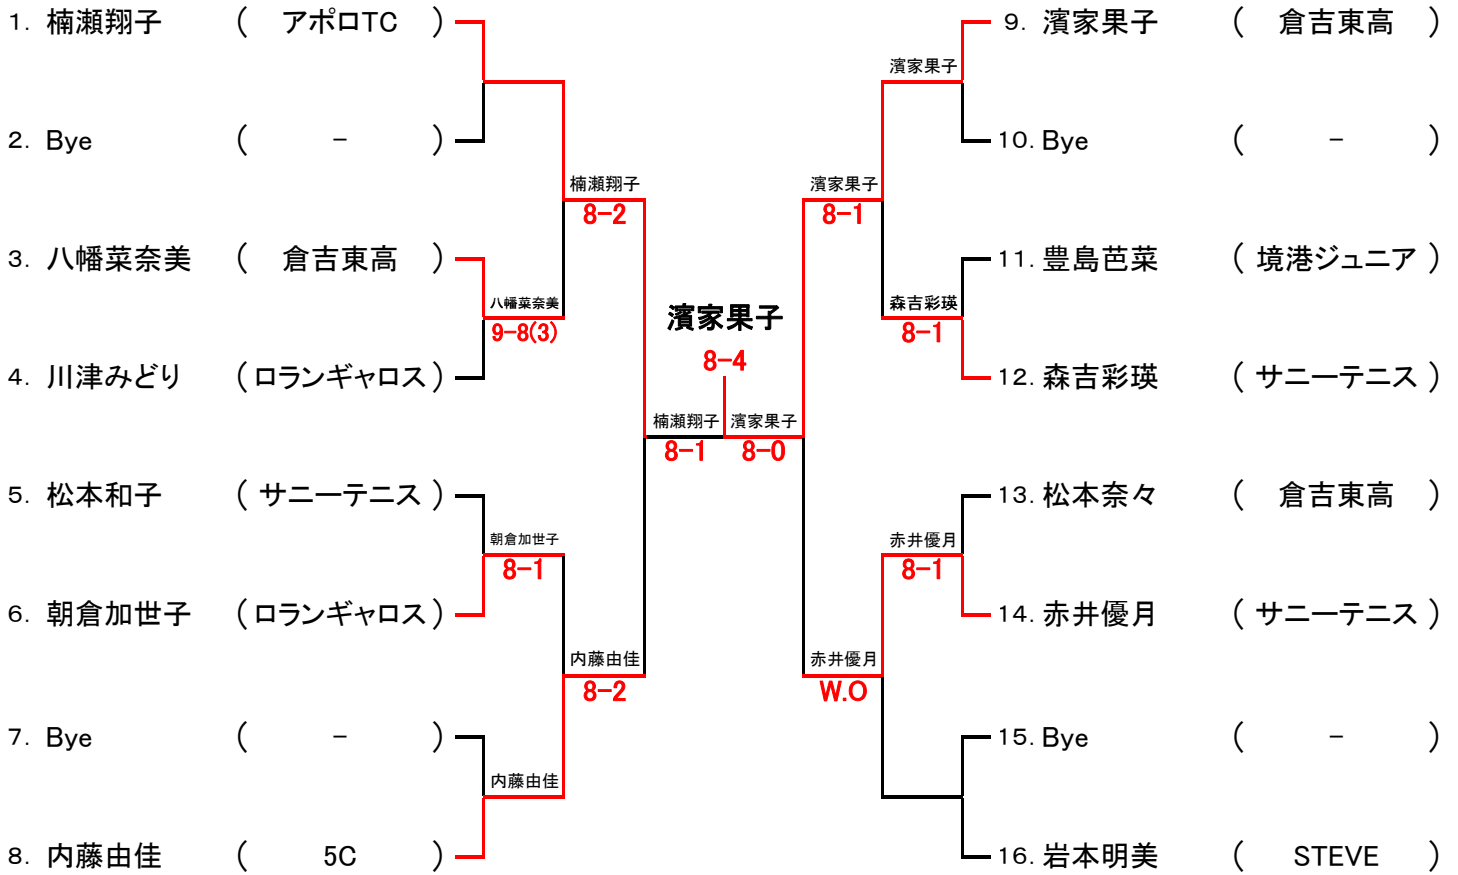 1. 楠瀬翔子 ( アポロTC )
2. Bye ( - )
3. 八幡菜奈美 ( 倉吉東高 )
4. 川津みどり ( ロランギャロス )
5. 松本和子 ( サニーテニス )
6. 朝倉加世子 ( ロランギャロス )
7. Bye ( - )
8. 内藤由佳 ( 5C )
八幡菜奈美
9-8(3)
朝倉加世子
8-1
内藤由佳
楠瀬翔子
8-2
内藤由佳
8-2
楠瀬翔子
8-1
濱家果子
8-4
濱家果子
8-0
濱家果子
8-1
赤井優月
W.O
濱家果子
森吉彩瑛
8-1
赤井優月
8-1
9. 濱家果子 ( 倉吉東高 )
10. Bye ( - )
11. 豊島芭菜 ( 境港ジュニア )
12. 森吉彩瑛 ( サニーテニス )
13. 松本奈々 ( 倉吉東高 )
14. 赤井優月 ( サニーテニス )
15. Bye ( - )
16. 岩本明美 ( STEVE )